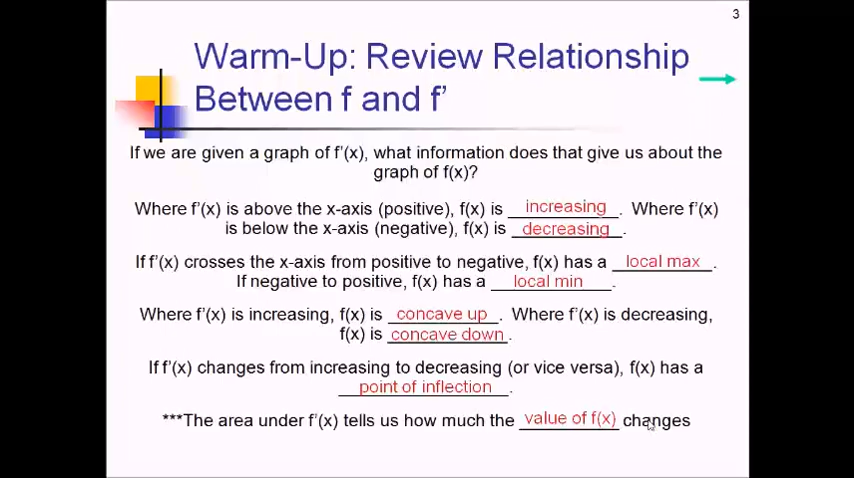 3
Warm-Up: Review Relationship
Between f and f’
If we are given a graph of f’(x), what information does that give us about the
graph of f(x)?
Where f’(x) is above the x-axis (positive), f(x) is increasing. Where f’(x)
is below the x-axis (negative), f(x) is decreasing.
If f’(x) crosses the x-axis from positive to negative, f(x) has a local max.
If negative to positive, f(x) has a local min.
Where f’(x) is increasing, f(x) is concave up. Where f’(x) is decreasing,
f(x) is concave down.
If f’(x) changes from increasing to decreasing (or vice versa), f(x) has a
point of inflection.
***The area under f’(x) tells us how much the value of f(x) changes